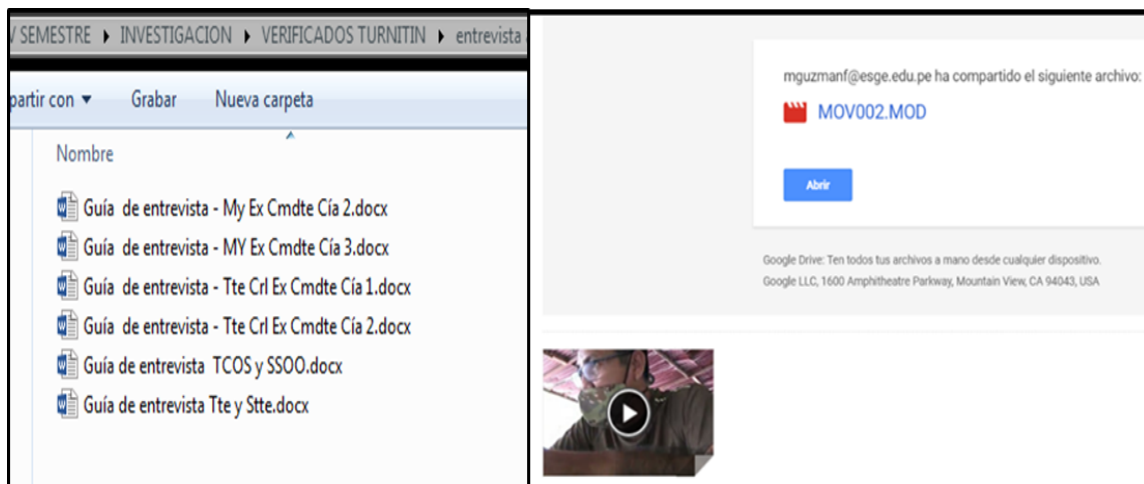 SEMESTRE ▸ INVESTIGACION ▸ VERIFICADOS TURNITIN ▸ entrevista
partir con Grabar Nueva carpeta
Nombre
Guía de entrevista - My Ex Cmdte Cía 2.docx
Guía de entrevista - MY Ex Cmdte Cía 3.docx
Guía de entrevista - Tte Crl Ex Cmdte Cía 1.docx
Guía de entrevista - Tte Crl Ex Cmdte Cía 2.docx
Guía de entrevista TCOS y SSOO.docx
Guía de entrevista Tte y Stte.docx
mguzmanf@esge.edu.pe ha compartido el siguiente archivo:
MOV002.MOD
Abrir
Google Drive: Ten todos tus archivos a mano desde cualquier dispositivo.
Google LLC, 1600 Amphitheatre Parkway, Mountain View, CA 94043, USA